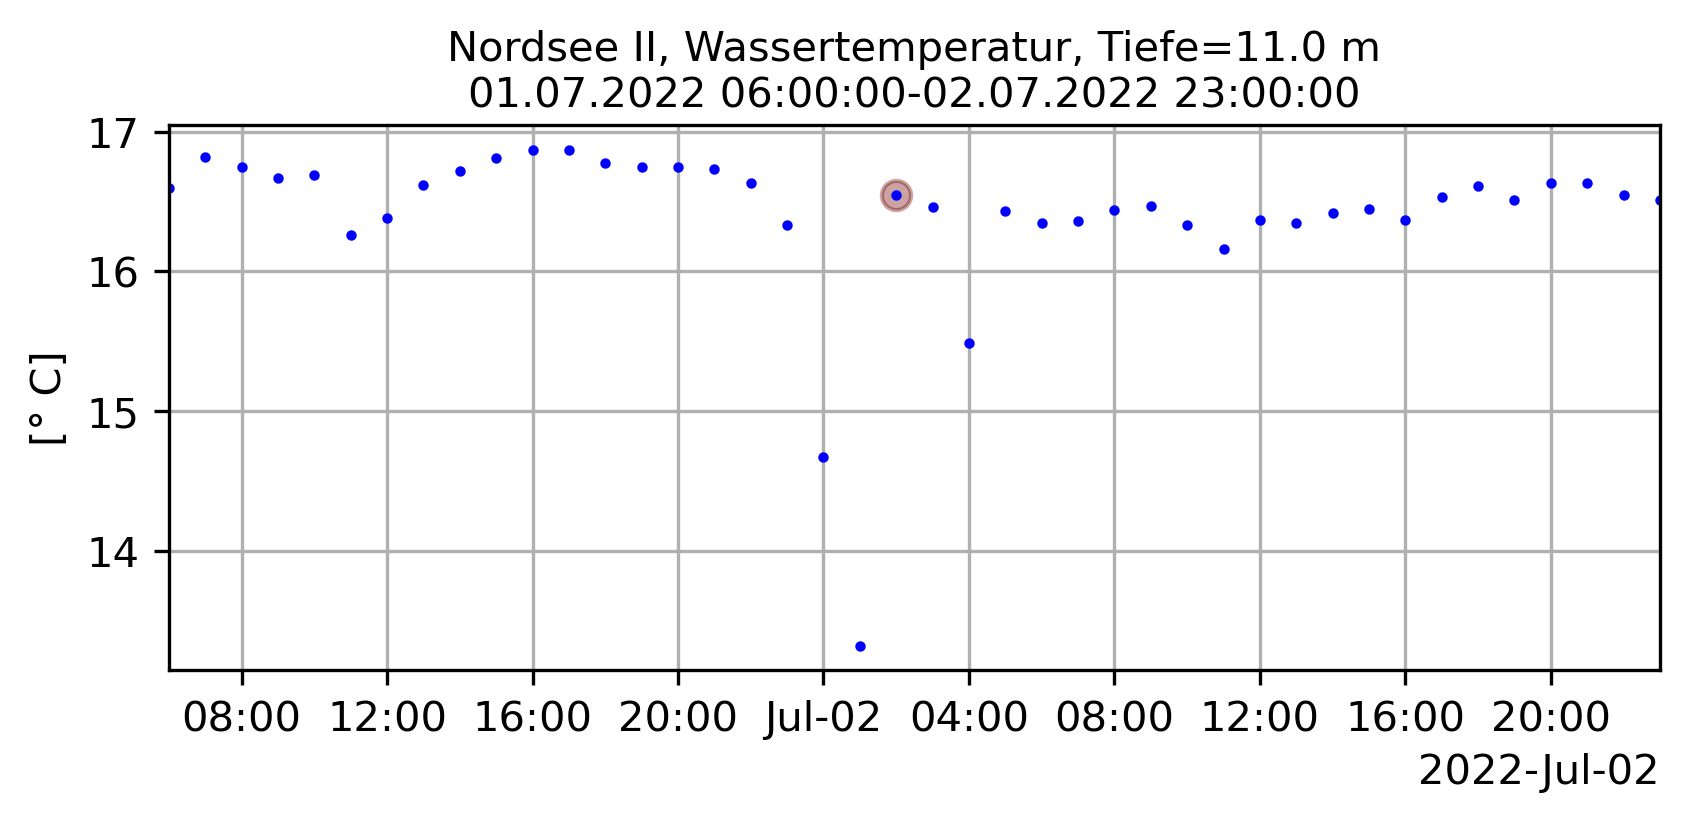 Nordsee II, Wassertemperatur, Tiefe=11.0 m
01.07.2022 06:00:00-02.07.2022 23:00:00
17
16
15
14
[° C]
08:00 12:00 16:00 20:00 Jul-02 04:00 08:00 12:00 16:00 20:00
2022-Jul-02